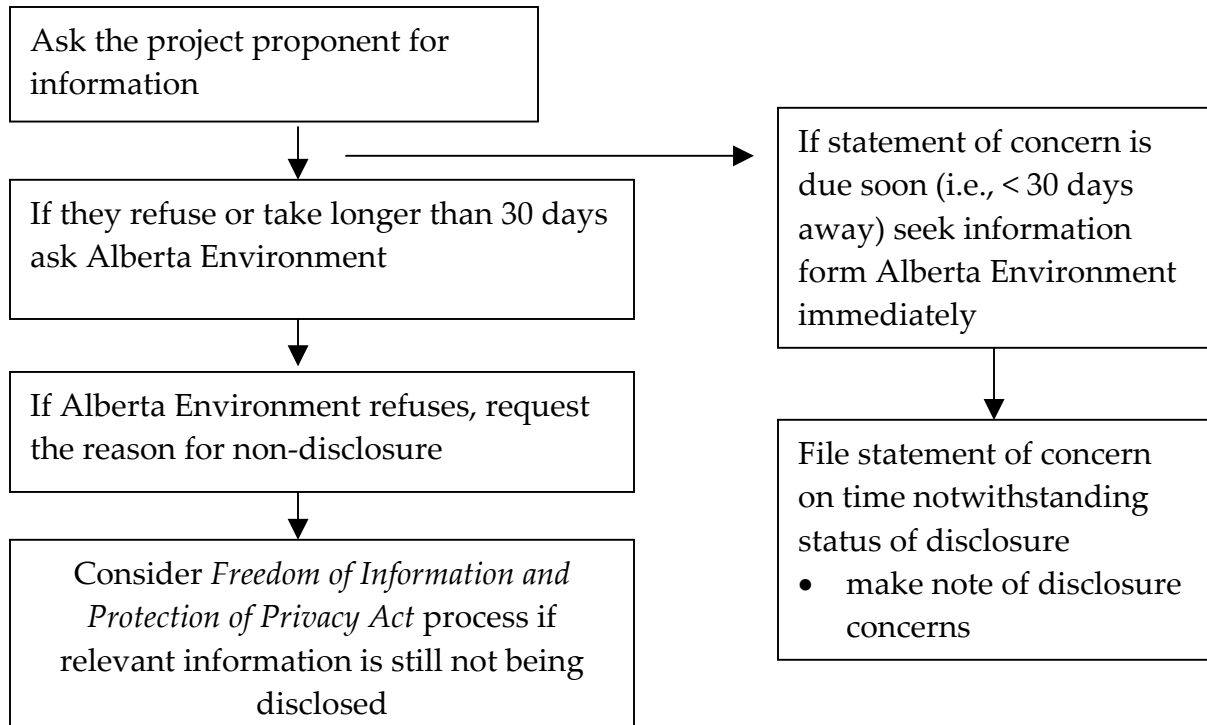 Ask the project proponent for
information
If they refuse or take longer than 30 days
ask Alberta Environment
If Alberta Environment refuses, request
the reason for non-disclosure
Consider Freedom of Information and
Protection of Privacy Act process if
relevant information is still not being
disclosed
If statement of concern is
due soon (i.e., < 30 days
away) seek information
form Alberta Environment
immediately
File statement of concern
on time notwithstanding
status of disclosure
• make note of disclosure
concerns